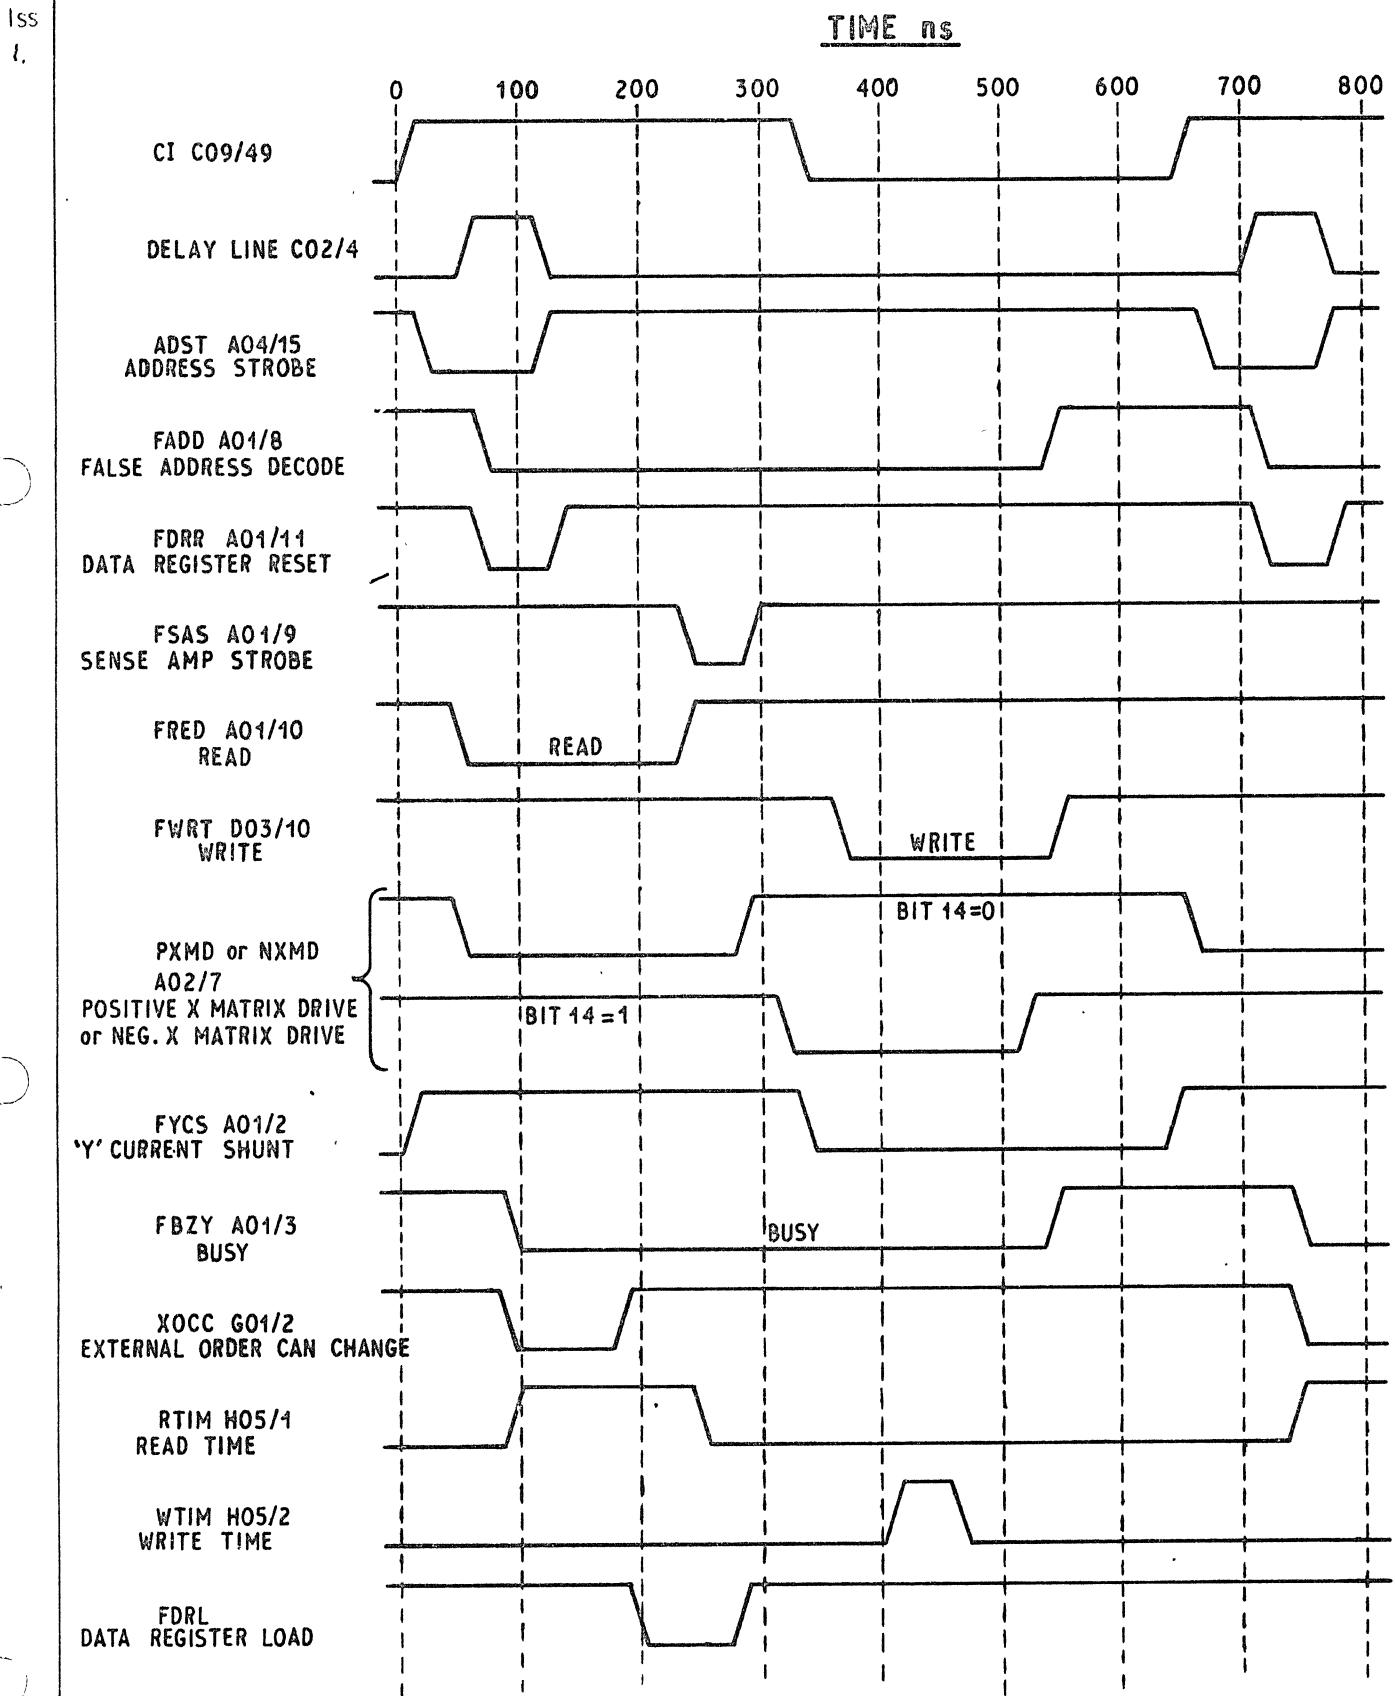 Iss
1.
TIME ns
0 100 200 300 400 500 600 700 800
CI C09/49
DELAY LINE C02/4
ADST A04/15
ADDRESS STROBE
FADD A01/8
FALSE ADDRESS DECODE
FDRR A01/11
DATA REGISTER RESET
FSAS A01/9
SENSE AMP STROBE
FRED A01/10
READ
READ
FWRT D03/10
WRITE
WRITE
BIT 14=0
PXMD or NXMD
A02/7
POSITIVE X MATRIX DRIVE
or NEG. X MATRIX DRIVE
BIT 14=1
FYCS A01/2
'Y' CURRENT SHUNT
FBZY A01/3
BUSY
BUSY
XOCC G01/2
EXTERNAL ORDER CAN CHANGE
RTIM H05/1
READ TIME
WTIM H05/2
WRITE TIME
FDRL
DATA REGISTER LOAD